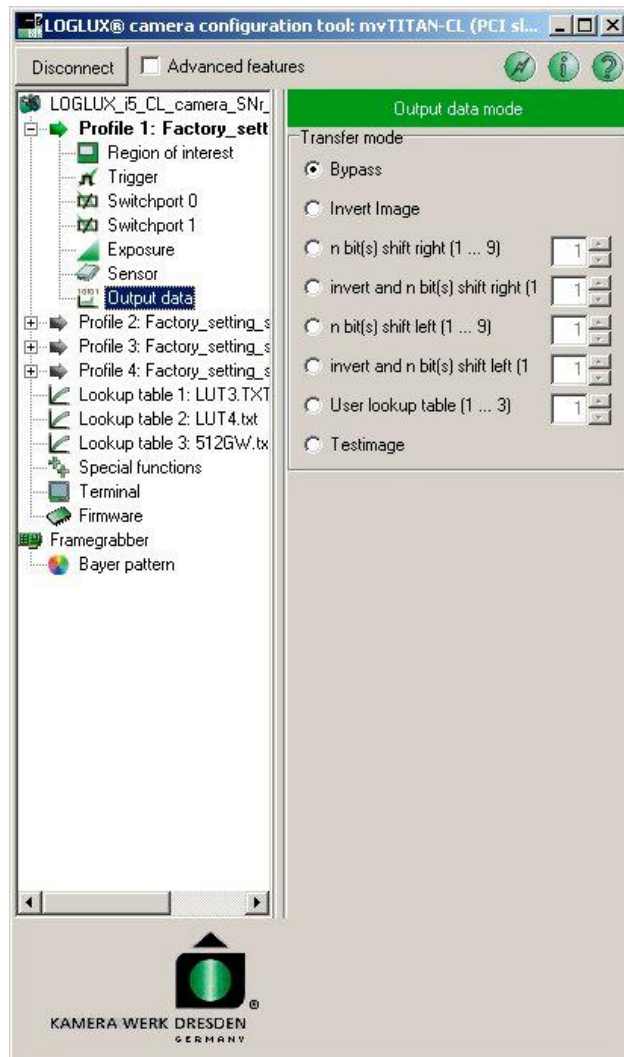 LOGLUX® camera configuration tool: mvTITAN-CL (PCI sl...
Disconnect
Advanced features
LOGLUX_i5_CL_camera_SNr_
Profile 1: Factory_sett
Region of interest
Trigger
Switchport 0
Switchport 1
Exposure
Sensor
Output data
Profile 2: Factory_setting_s
Profile 3: Factory_setting_s
Profile 4: Factory_setting_s
Lookup table 1: LUT3.TXT
Lookup table 2: LUT4.txt
Lookup table 3: 512GW.tx
Special functions
Terminal
Firmware
Framegrabber
Bayer pattern
Output data mode
Transfer mode
Bypass
Invert Image
n bit(s) shift right (1 ... 9) 1
invert and n bit(s) shift right (1 1
n bit(s) shift left (1 ... 9) 1
invert and n bit(s) shift left (1 1
User lookup table (1 ... 3) 1
Testimage
®
KAMERA WERK DRESDEN
GERMANY